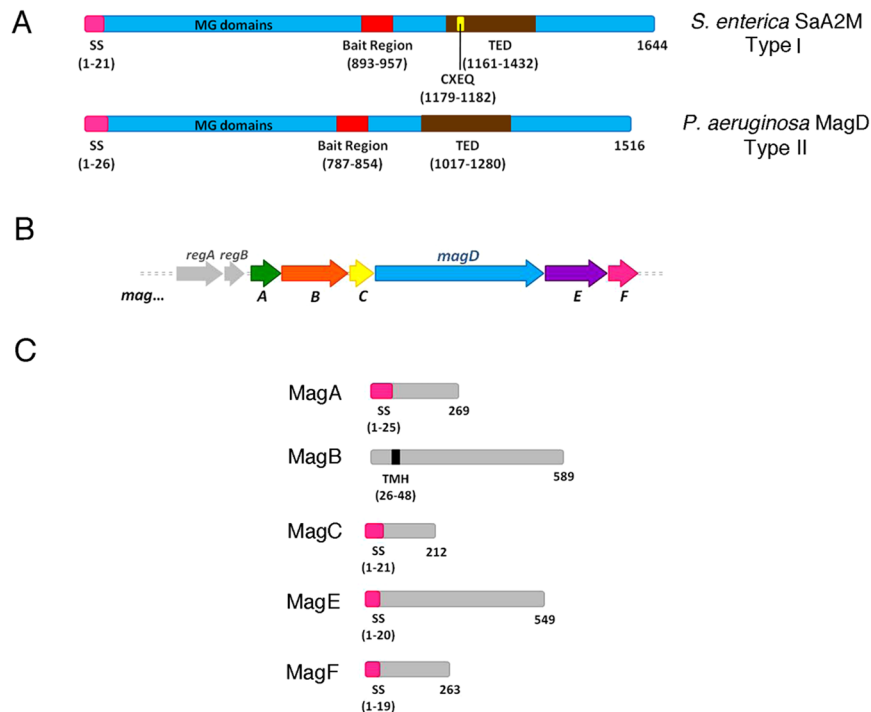 A
MG domains
S. enterica SaA2M
Type I
SS
(1-21)
Bait Region
(893-957)
TED
(1161-1432)
1644
CXEQ
(1179-1182)
MG domains
P. aeruginosa MagD
Type II
SS
(1-26)
Bait Region
(787-854)
TED
(1017-1280)
1516
B
regA regB
magD
mag...
A
B
C
E
F
C
MagA
SS
(1-25)
269
MagB
TMH
(26-48)
589
MagC
SS
(1-21)
212
MagE
SS
(1-20)
549
MagF
SS
(1-19)
263